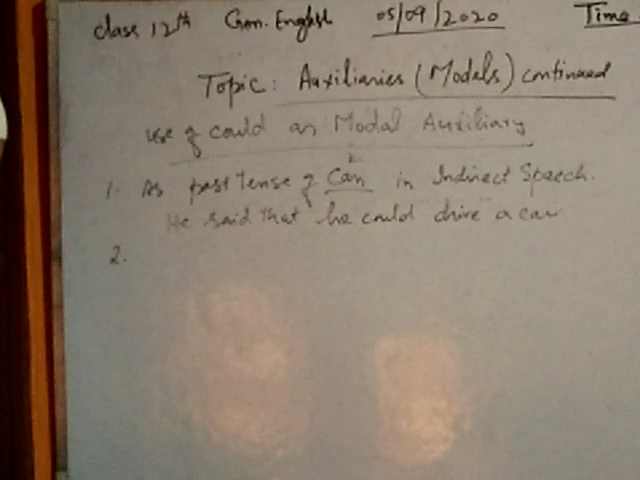 class 12th Gen. English 05/09/2020 Time
Topic: Auxiliaries (Modals) continued
use of could as Modal Auxiliary
1. As past Tense of Can in Indirect Speech.
He said that he could drive a car
2.